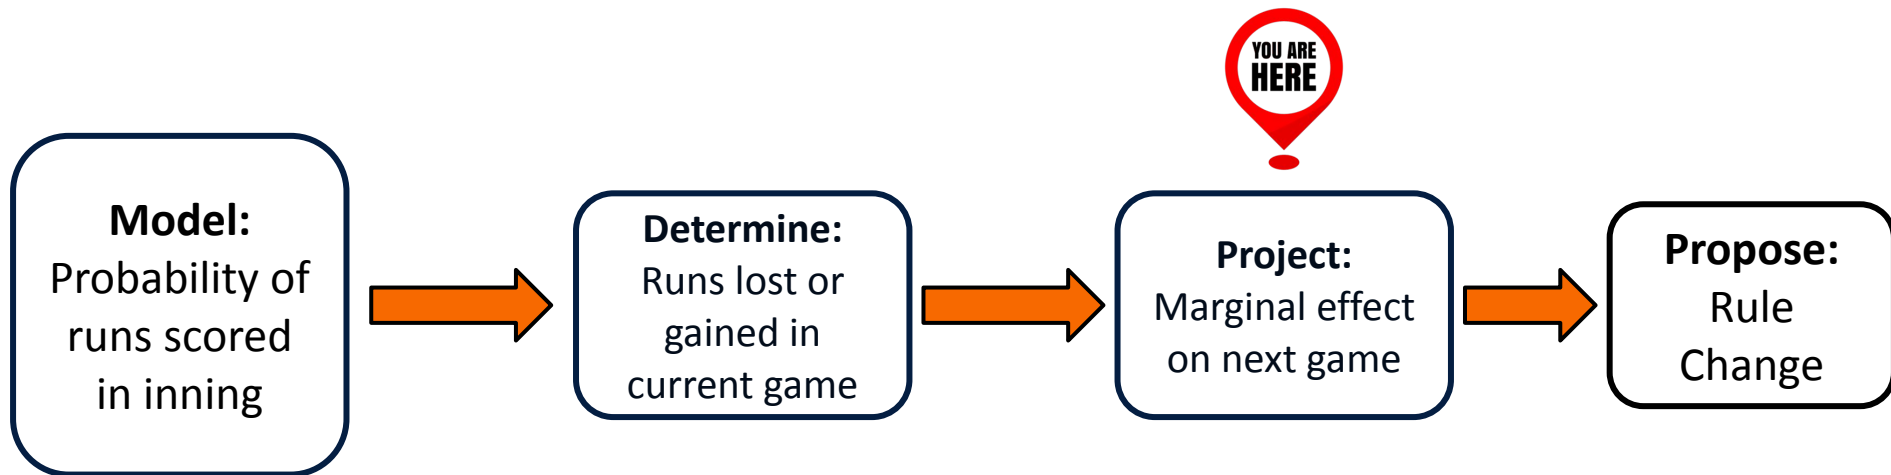 YOU ARE
HERE
Model:
Probability of
runs scored
in inning
Determine:
Runs lost or
gained in
current game
Project:
Marginal effect
on next game
Propose:
Rule
Change